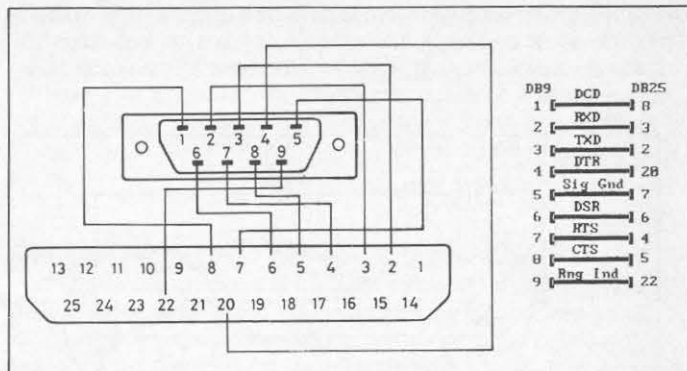 1 2 3 4 5
6 7 8 9
13 12 11 10 9 8 7 6 5 4 3 2 1
25 24 23 22 21 20 19 18 17 16 15 14
DB9 DB25
1 DCD 8
2 RXD 3
3 TXD 2
4 DTR 20
5 Sig Gnd 7
6 DSR 6
7 RTS 4
8 CTS 5
9 Rng Ind 22